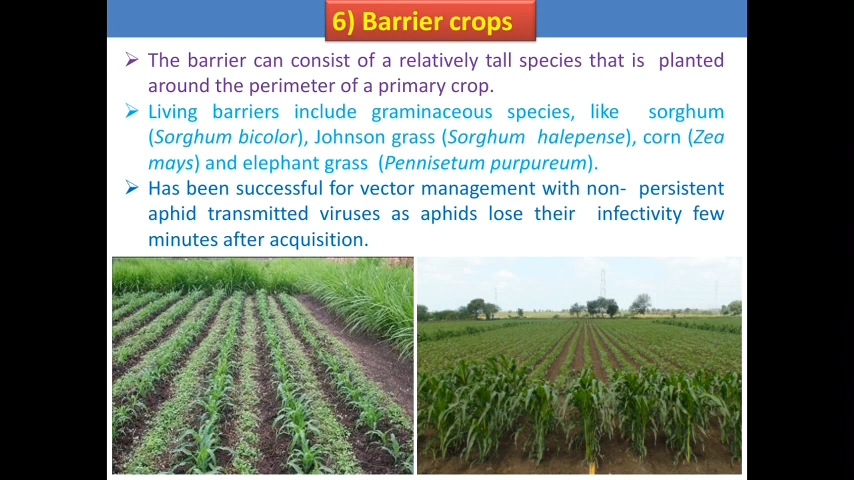 6) Barrier crops
➢ The barrier can consist of a relatively tall species that is planted
around the perimeter of a primary crop.
➢ Living barriers include graminaceous species, like sorghum
(Sorghum bicolor), Johnson grass (Sorghum halepense), corn (Zea
mays) and elephant grass (Pennisetum purpureum).
➢ Has been successful for vector management with non- persistent
aphid transmitted viruses as aphids lose their infectivity few
minutes after acquisition.